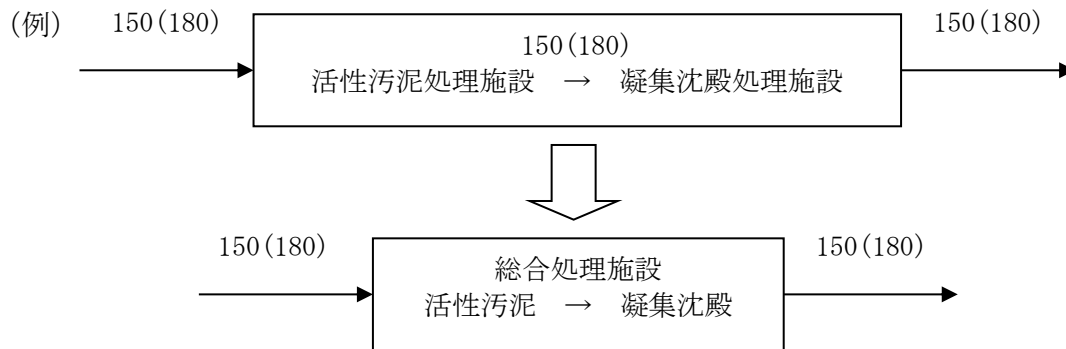 (例) 150(180) 150(180)
150(180)
活性汚泥処理施設 → 凝集沈殿処理施設
150(180) 150(180)
総合処理施設
活性汚泥 → 凝集沈殿